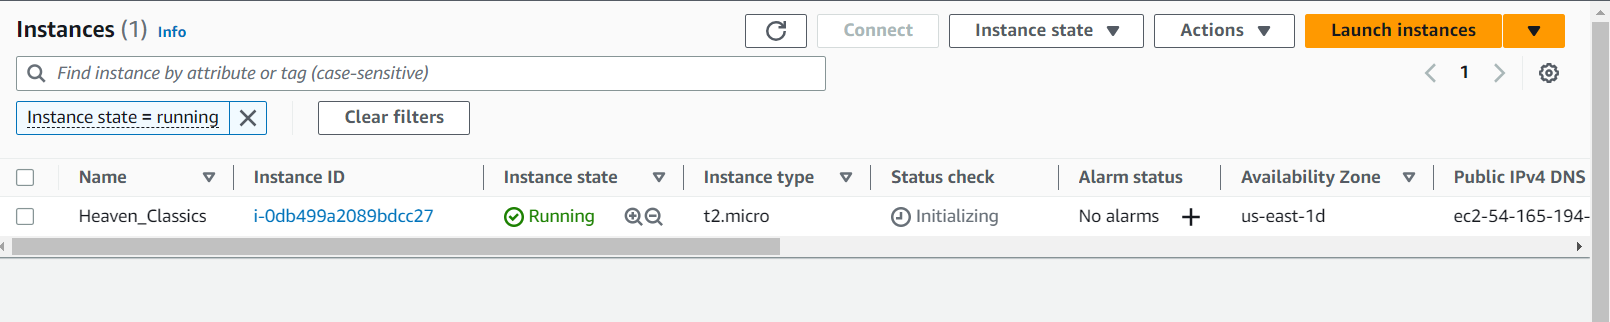 Instances (1) Info Connect Instance state Actions Launch instances
Find instance by attribute or tag (case-sensitive) 1
Instance state = running Clear filters
Name Instance ID Instance state Instance type Status check Alarm status Availability Zone Public IPv4 DNS
Heaven_Classics i-0db499a2089bdcc27 Running t2.micro Initializing No alarms + us-east-1d ec2-54-165-194-